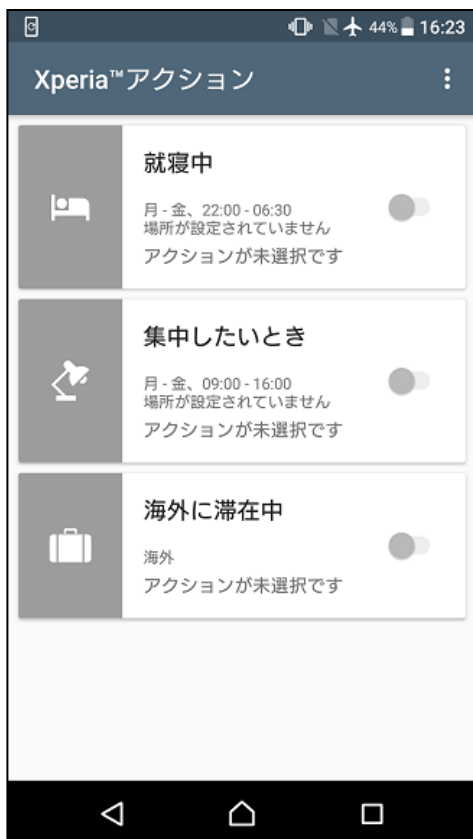 44% 16:23
Xperia™アクション
就寝中
月 - 金、22:00 - 06:30
場所が設定されていません
アクションが未選択です
集中したいとき
月 - 金、09:00 - 16:00
場所が設定されていません
アクションが未選択です
海外に滞在中
海外
アクションが未選択です